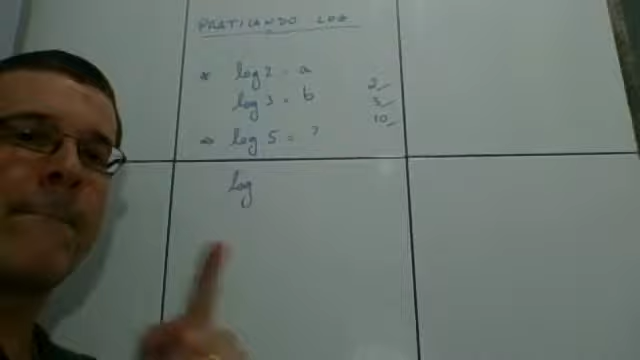 PRATICANDO LOG
* log 2 = a
log 3 = b
2
3
10
⇒ log 5 = ?
log